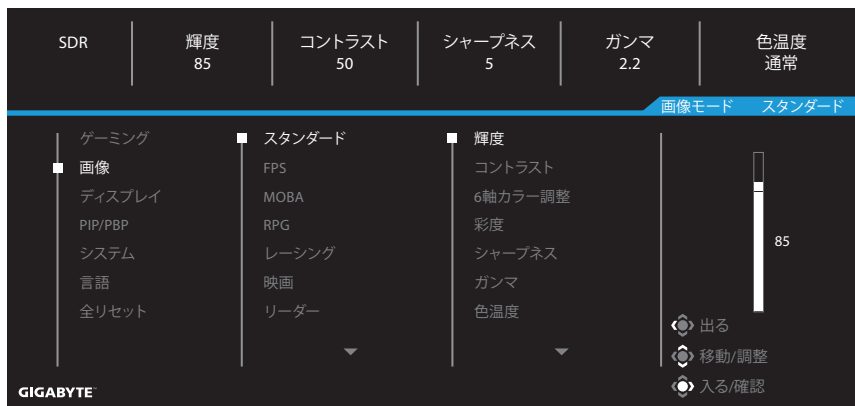 SDR
輝度
85
コントラスト
50
シャープネス
5
ガンマ
2.2
色温度
通常
画像モード スタンダード
ゲーミング
画像
ディスプレイ
PIP/PBP
システム
言語
全リセット
スタンダード
FPS
MOBA
RPG
レーシング
映画
リーダー
輝度
コントラスト
6軸カラー調整
彩度
シャープネス
ガンマ
色温度
85
出る
移動/調整
入る/確認
GIGABYTE™